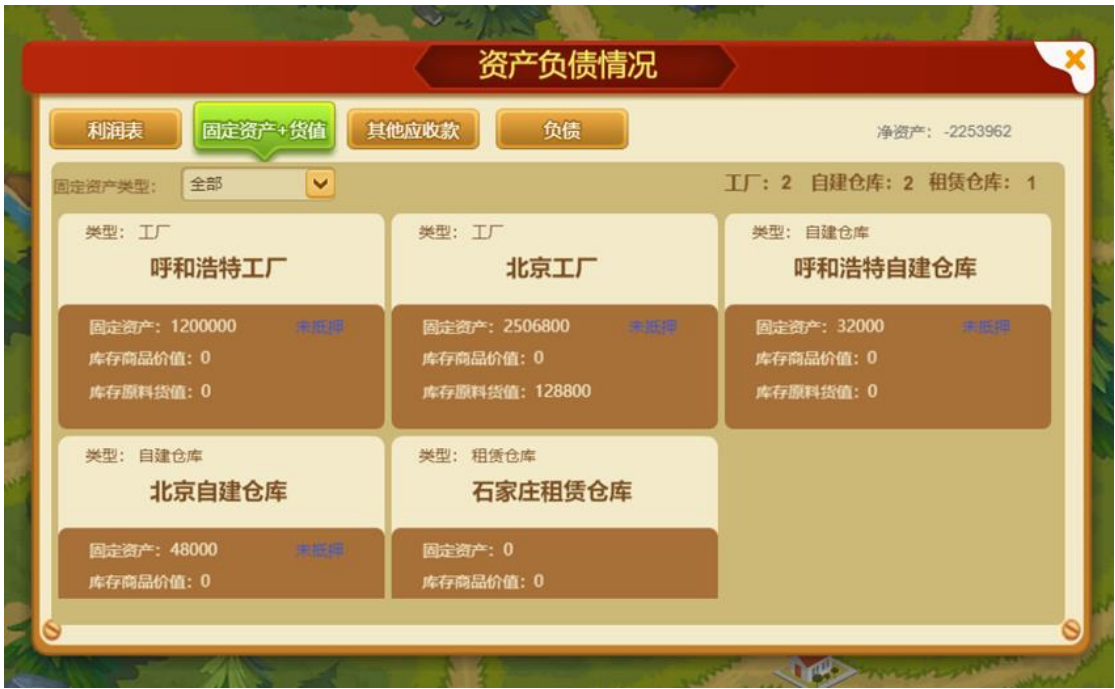 资产负债情况
利润表 固定资产+货值 其他应收款 负债 净资产：-2253962
固定资产类型： 全部 工厂：2 自建仓库：2 租赁仓库：1
类型：工厂
呼和浩特工厂
固定资产：1200000 未抵押
库存商品价值：0
库存原料货值：0
类型：工厂
北京工厂
固定资产：2506800 未抵押
库存商品价值：0
库存原料货值：128800
类型：自建仓库
呼和浩特自建仓库
固定资产：32000 未抵押
库存商品价值：0
库存原料货值：0
类型：自建仓库
北京自建仓库
固定资产：48000 未抵押
库存商品价值：0
类型：租赁仓库
石家庄租赁仓库
固定资产：0
库存商品价值：0